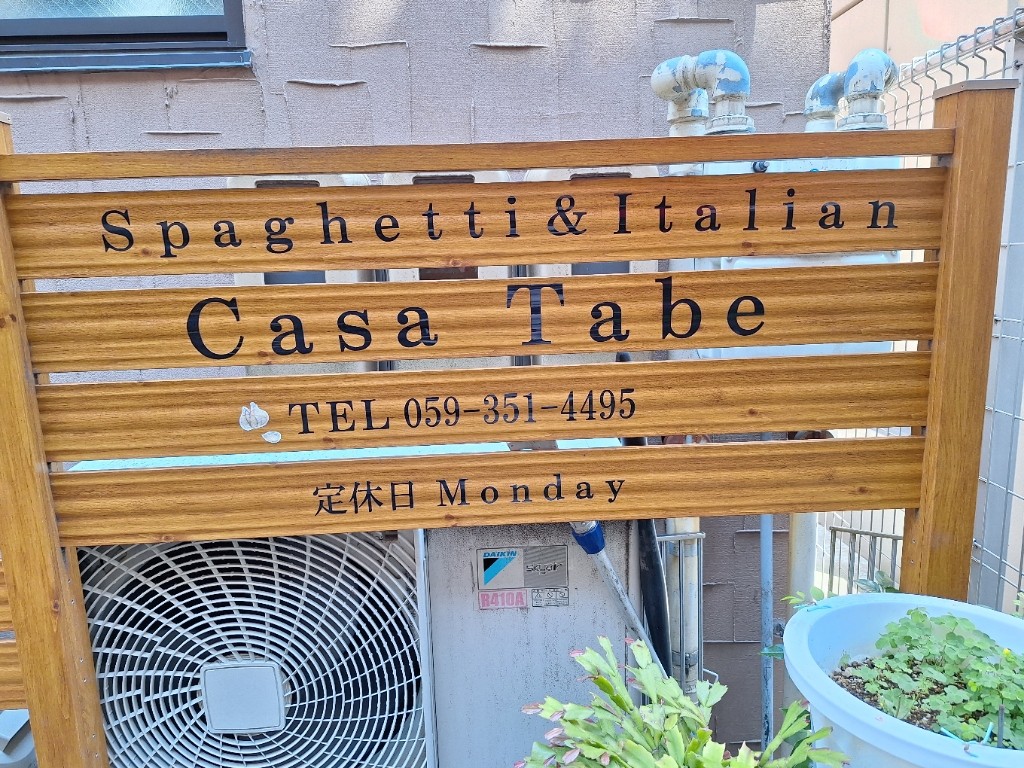 Spaghetti&Italian
Casa Tabe
TEL 059-351-4495
定休日 Monday
DAIKIN
R410A